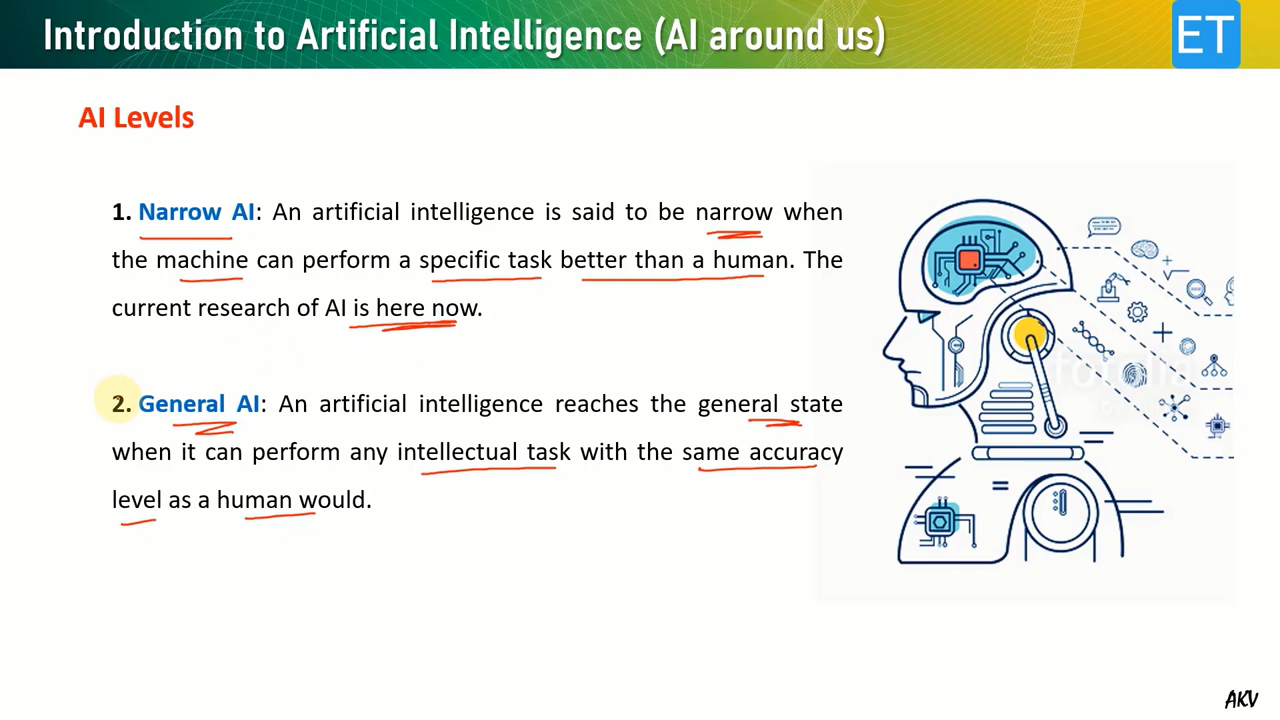 Introduction to Artificial Intelligence (AI around us)
ET
AI Levels
1. Narrow AI: An artificial intelligence is said to be narrow when
the machine can perform a specific task better than a human. The
current research of AI is here now.
2. General AI: An artificial intelligence reaches the general state
when it can perform any intellectual task with the same accuracy
level as a human would.
AKV